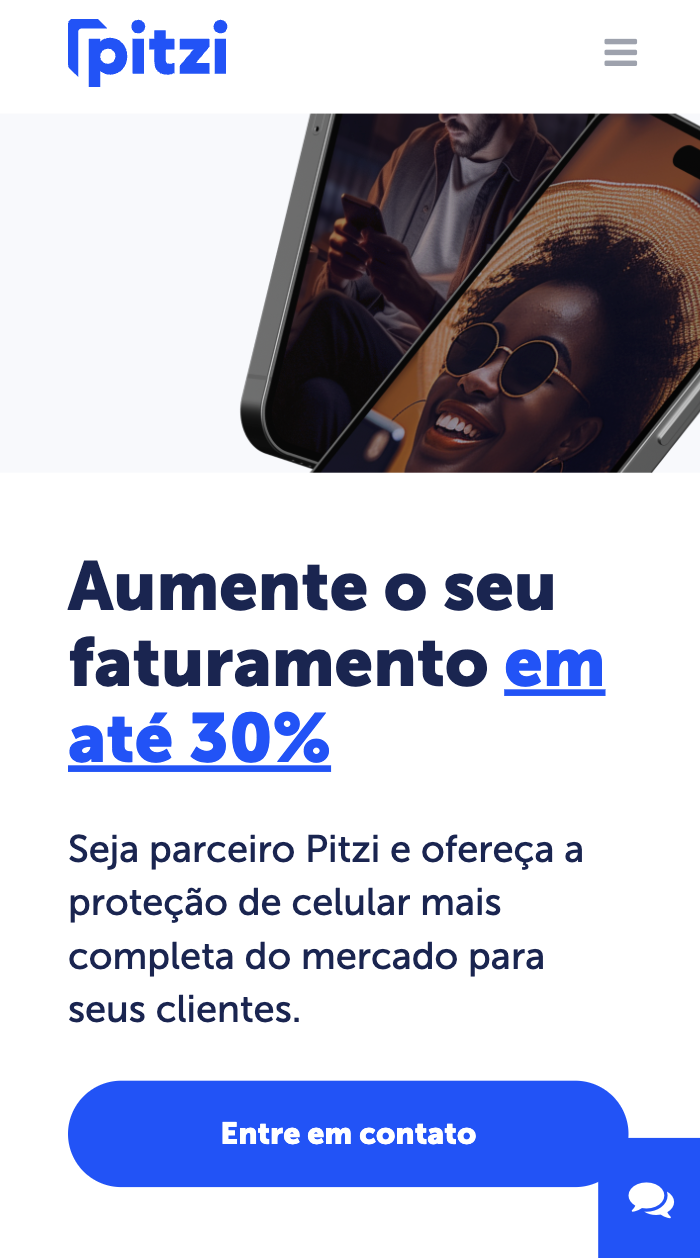 pitzi
Aumente o seu
faturamento em
até 30%
Seja parceiro Pitzi e ofereça a
proteção de celular mais
completa do mercado para
seus clientes.
Entre em contato